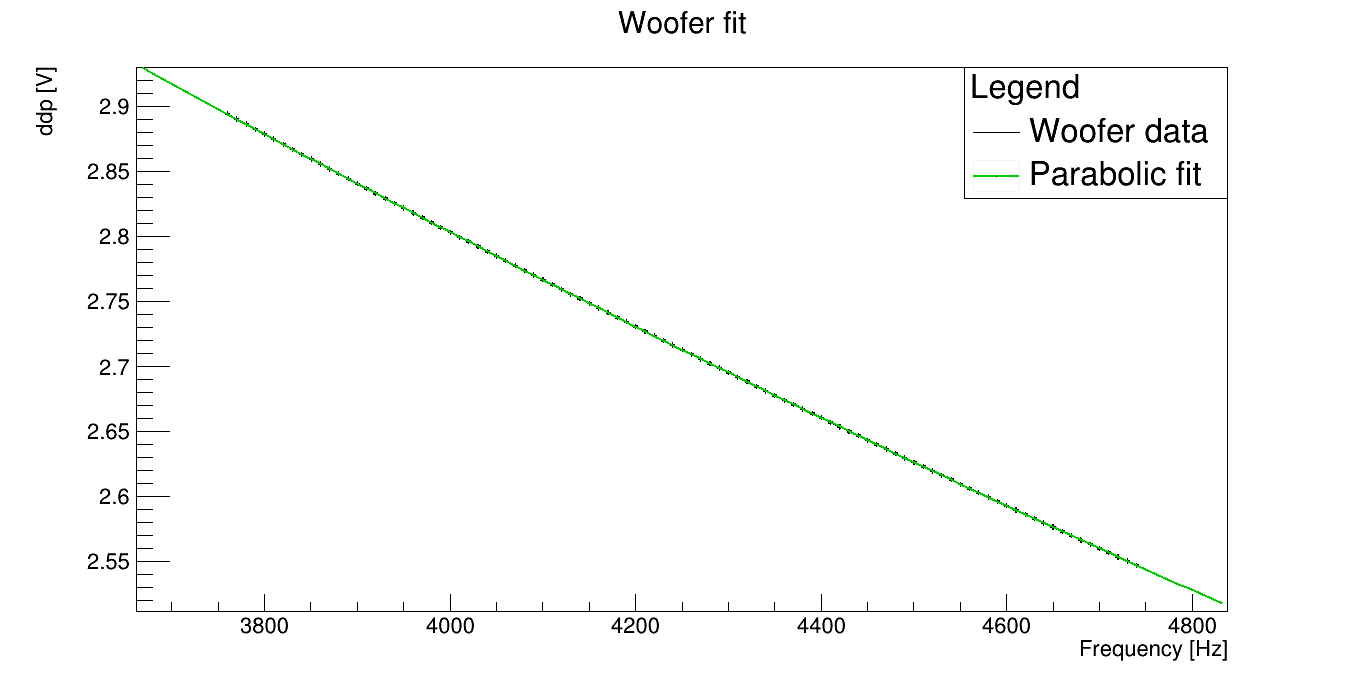 Woofer fit
ddp [V]
2.9
2.85
2.8
2.75
2.7
2.65
2.6
2.55
Legend
Woofer data
Parabolic fit
3800 4000 4200 4400 4600 4800
Frequency [Hz]